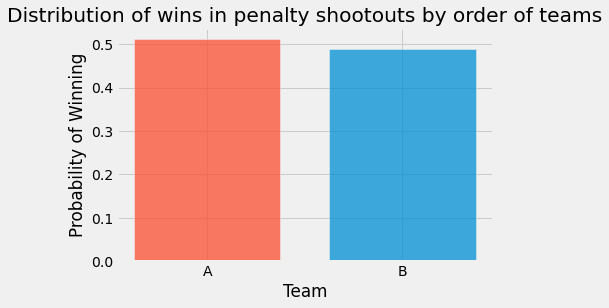 Distribution of wins in penalty shootouts by order of teams
Probability of Winning
0.5
0.4
0.3
0.2
0.1
0.0
A B
Team